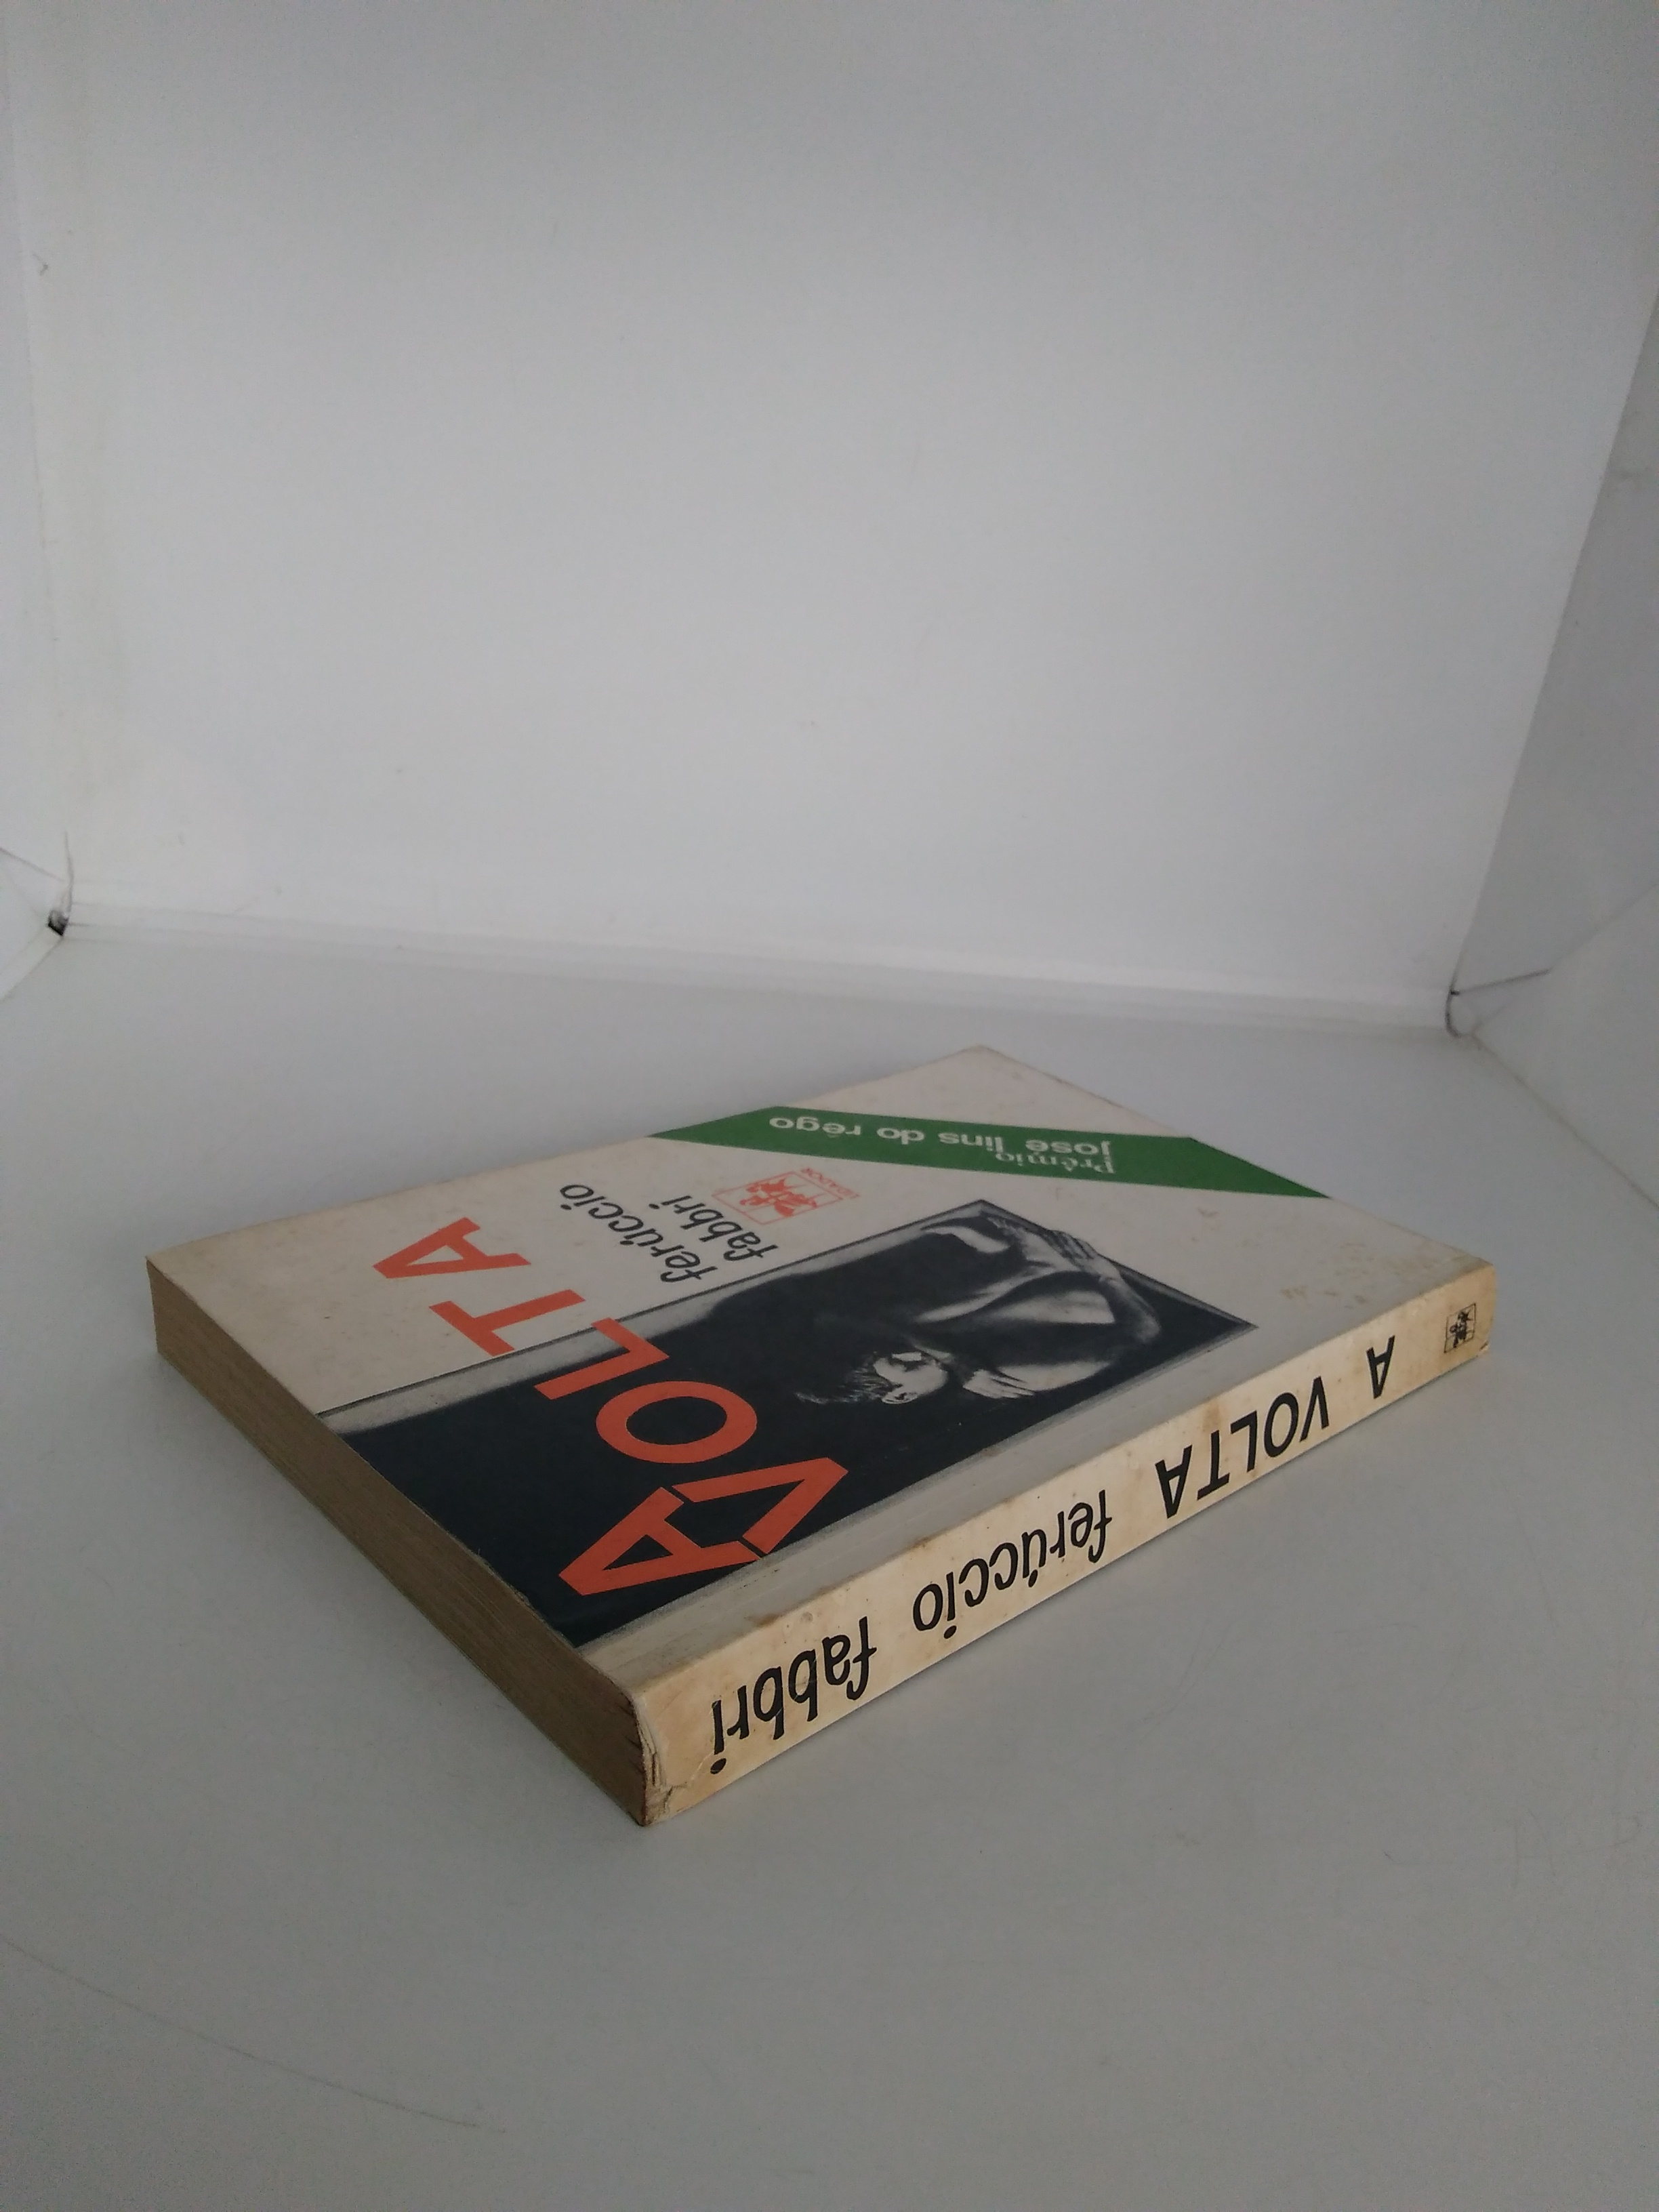 A VOLTA
ferúccio
fabbri
Prêmio
josé lins do rêgo
A VOLTA ferúccio fabbri